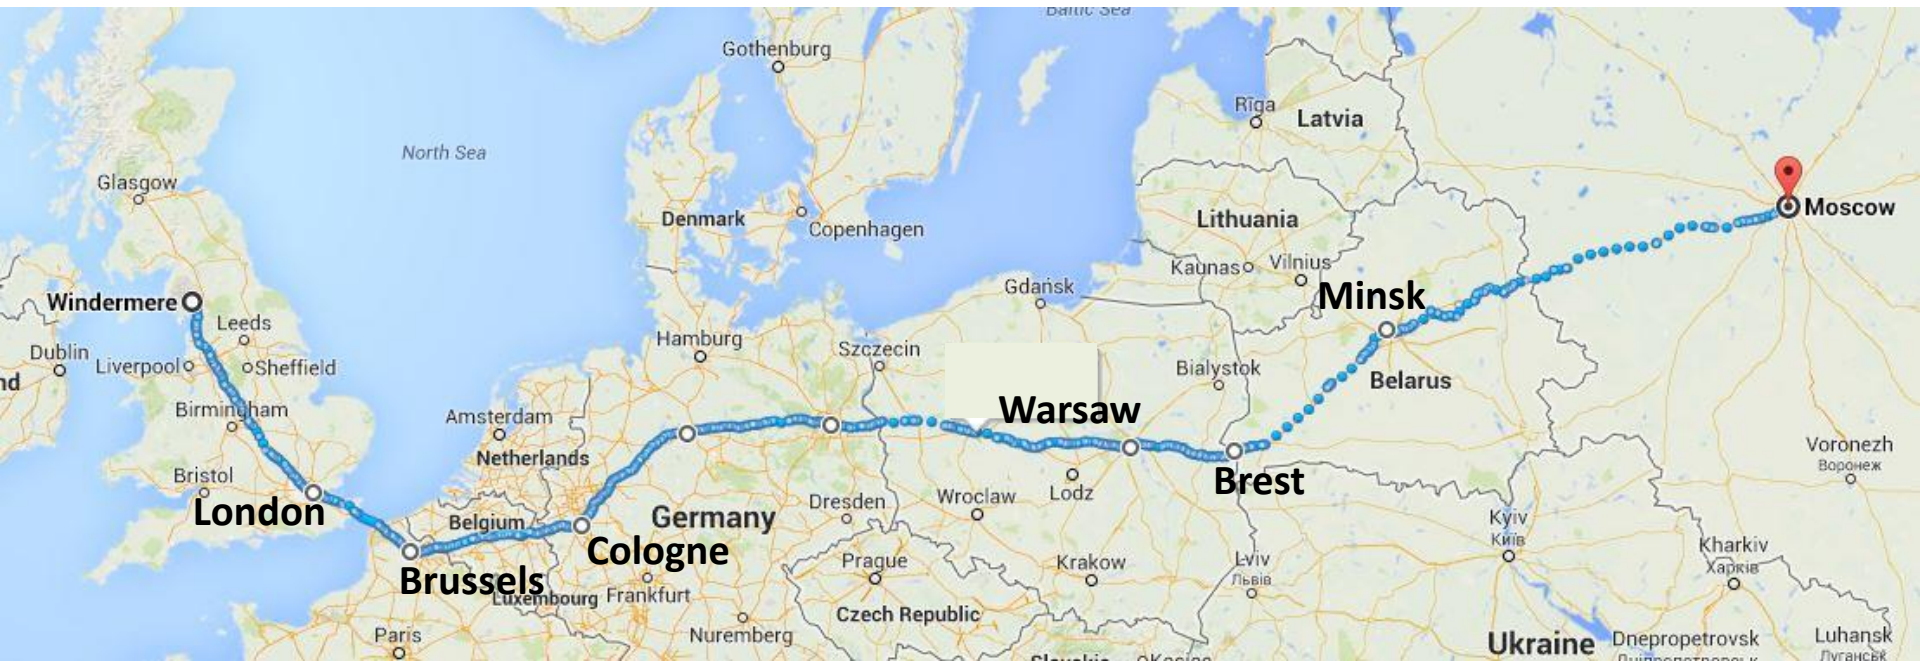 Baltic Sea
Gothenburg
Rīga
Latvia
North Sea
Glasgow
Denmark
Copenhagen
Lithuania
Moscow
Kaunas
Vilnius
Gdańsk
Minsk
Windermere
Leeds
Hamburg
Szczecin
Dublin
Liverpool
Sheffield
Bialystok
Belarus
nd
Birmingham
Amsterdam
Warsaw
Netherlands
Voronezh
Воронеж
Bristol
London
Brest
Wroclaw
Lodz
Dresden
Belgium
Germany
Kyiv
Київ
Cologne
Kharkiv
Харків
Prague
Krakow
Lviv
Львів
Brussels
Luxembourg
Frankfurt
Czech Republic
Paris
Nuremberg
Ukraine
Dnepropetrovsk
Luhansk